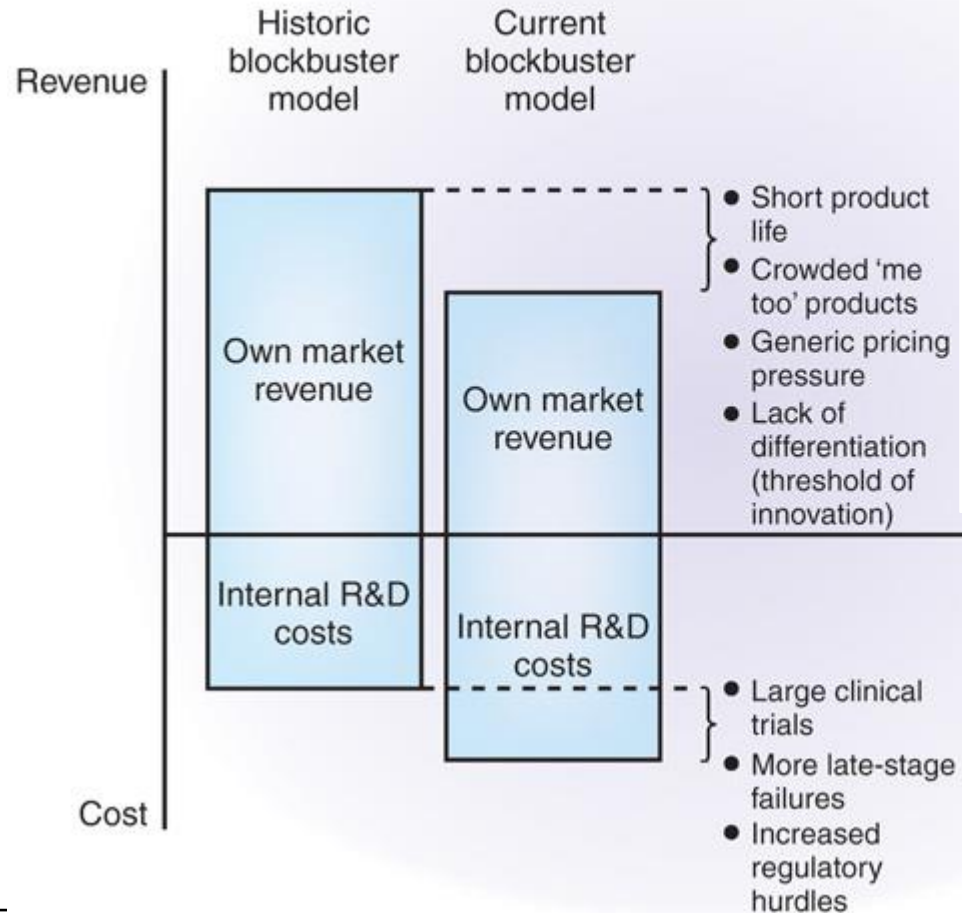 Historic
blockbuster
model
Current
blockbuster
model
Revenue
Own market
revenue
Own market
revenue
● Short product
life
● Crowded ‘me
too’ products
● Generic pricing
pressure
● Lack of
differentiation
(threshold of
innovation)
Internal R&D
costs
Internal R&D
costs
● Large clinical
trials
● More late-stage
failures
● Increased
regulatory
hurdles
Cost